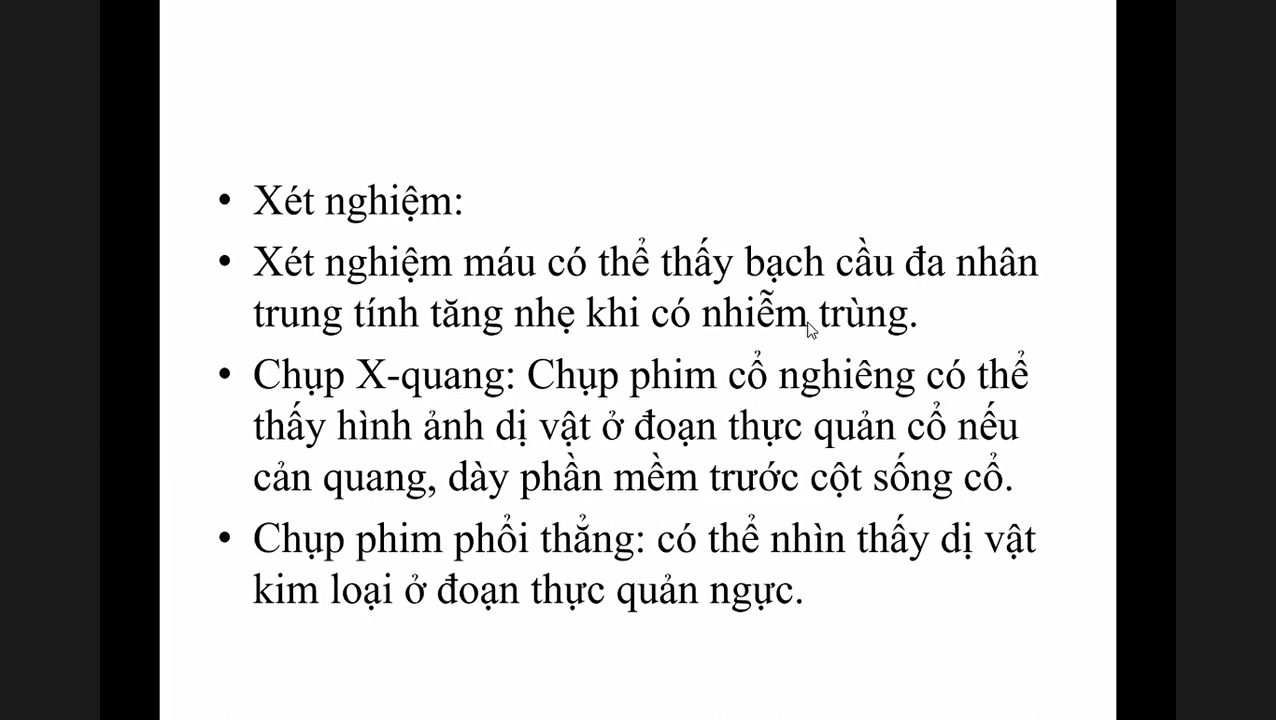 • Xét nghiệm:
• Xét nghiệm máu có thể thấy bạch cầu đa nhân
trung tính tăng nhẹ khi có nhiễm trùng.
• Chụp X-quang: Chụp phim cổ nghiêng có thể
thấy hình ảnh dị vật ở đoạn thực quản cổ nếu
cản quang, dày phần mềm trước cột sống cổ.
• Chụp phim phổi thẳng: có thể nhìn thấy dị vật
kim loại ở đoạn thực quản ngực.